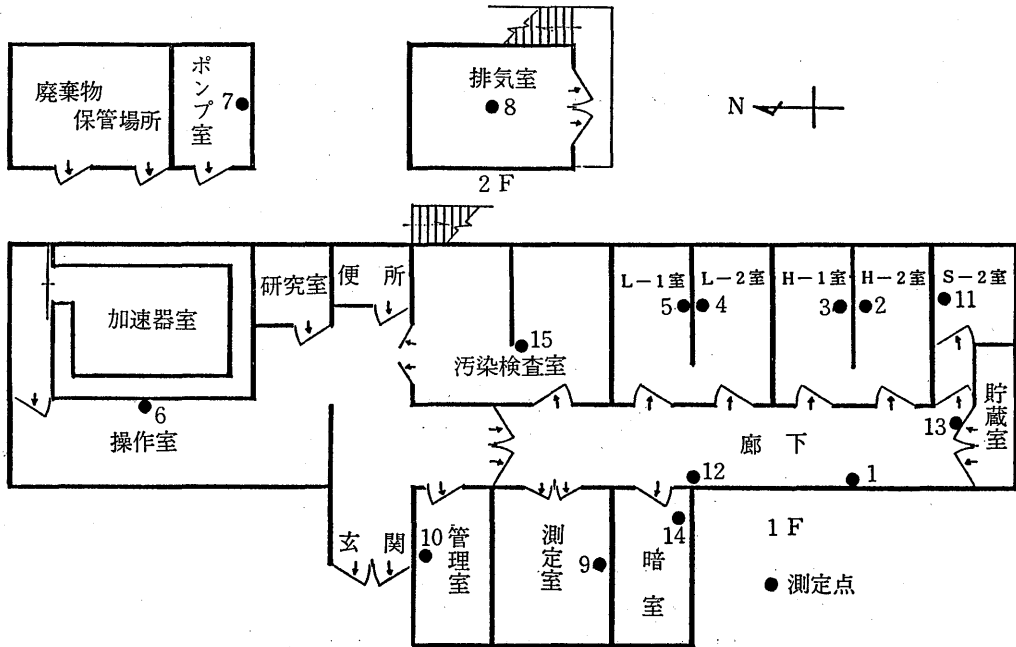 廃棄物
保管場所
ポンプ室
7
排気室
8
2F
N
加速器室
研究室
便 所
L-1室
L-2室
H-1室
H-2室
S-2室
5
4
3
2
11
15
汚染検査室
6
操作室
廊 下
13
貯蔵室
12
1
玄 関
10
管理室
測定室
9
14
暗室
1F
● 測定点